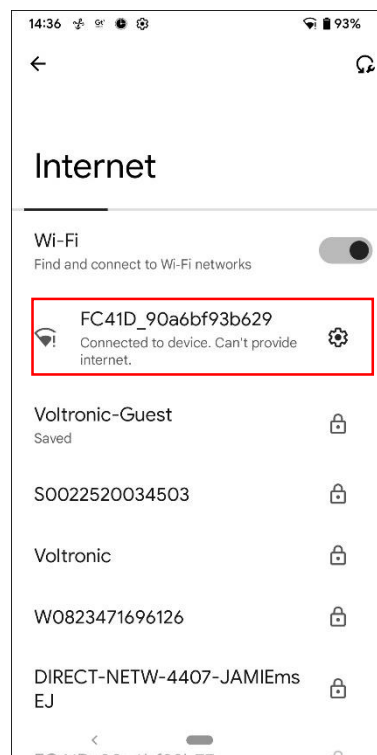 14:36 93%
Internet
Wi-Fi
Find and connect to Wi-Fi networks
FC41D_90a6bf93b629
Connected to device. Can't provide
internet.
Voltronic-Guest
Saved
S0022520034503
Voltronic
W0823471696126
DIRECT-NETW-4407-JAMIEms
EJ